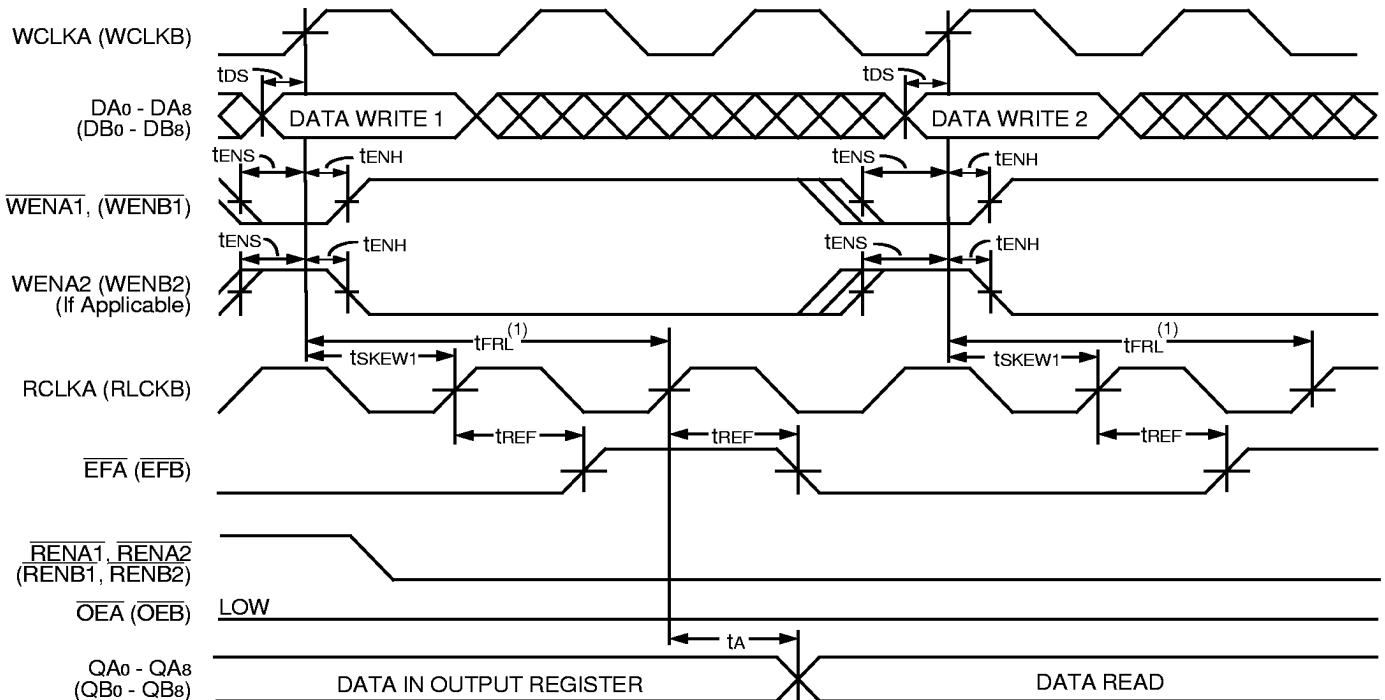 WCLKA (WCLKB)
tDS tDS
DA0 - DA8
(DB0 - DB8)
DATA WRITE 1 DATA WRITE 2
tENS tENH tENS tENH
WENA1, (WENB1)
tENS tENH tENS tENH
WENA2 (WENB2)
(If Applicable)
tFRL(1) tFRL(1)
tSKEW1 tSKEW1
RCLKA (RLCKB)
tREF tREF tREF
EFA (EFB)
RENA1, RENA2
(RENB1, RENB2)
OEA (OEB) LOW
tA
QA0 - QA8
(QB0 - QB8)
DATA IN OUTPUT REGISTER DATA READ